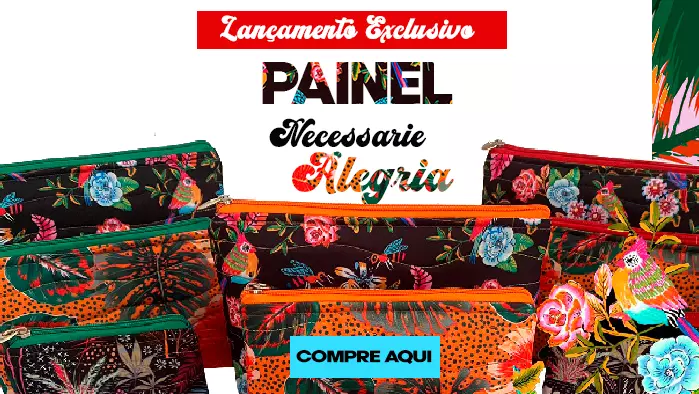 Lançamento Exclusivo
PAINEL
Necessarie
Alegria
COMPRE AQUI